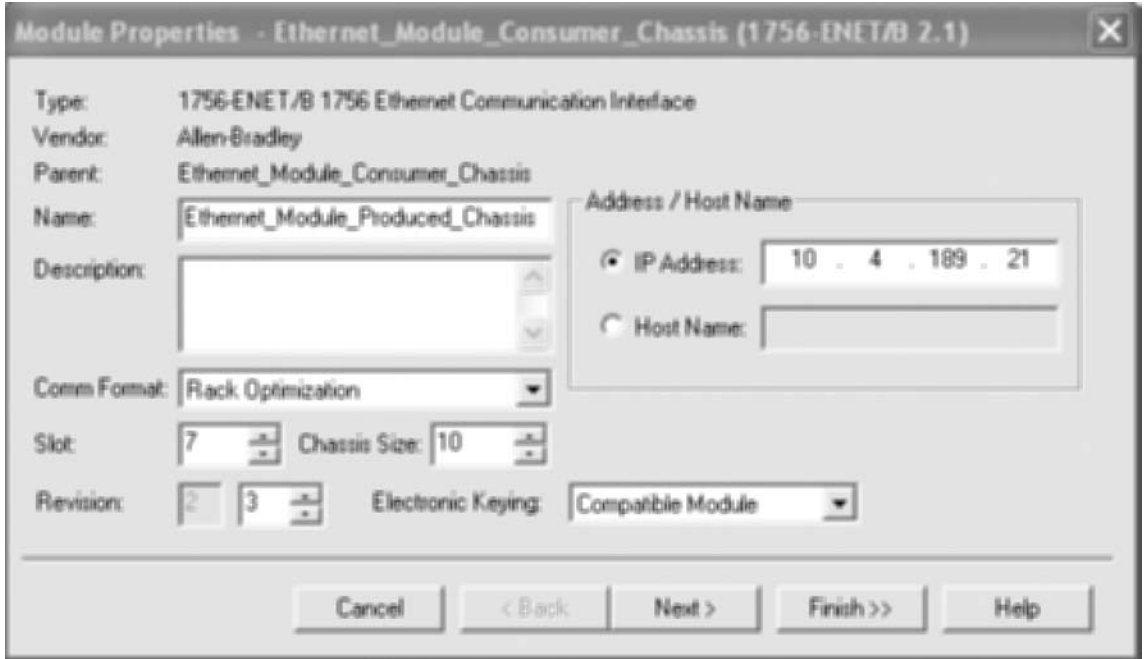 Module Properties - Ethernet_Module_Consumer_Chassis (1756-ENET/B 2.1)
Type: 1756-ENET/B 1756 Ethernet Communication Interface
Vendor: Allen-Bradley
Parent: Ethernet_Module_Consumer_Chassis
Name: Ethernet_Module_Produced_Chassis
Address / Host Name
Description:
IP Address: 10 . 4 . 189 . 21
Host Name:
Comm Format: Rack Optimization
Slot: 7 Chassis Size: 10
Revision: 2 3 Electronic Keying: Compatible Module
Cancel < Back Next > Finish >> Help